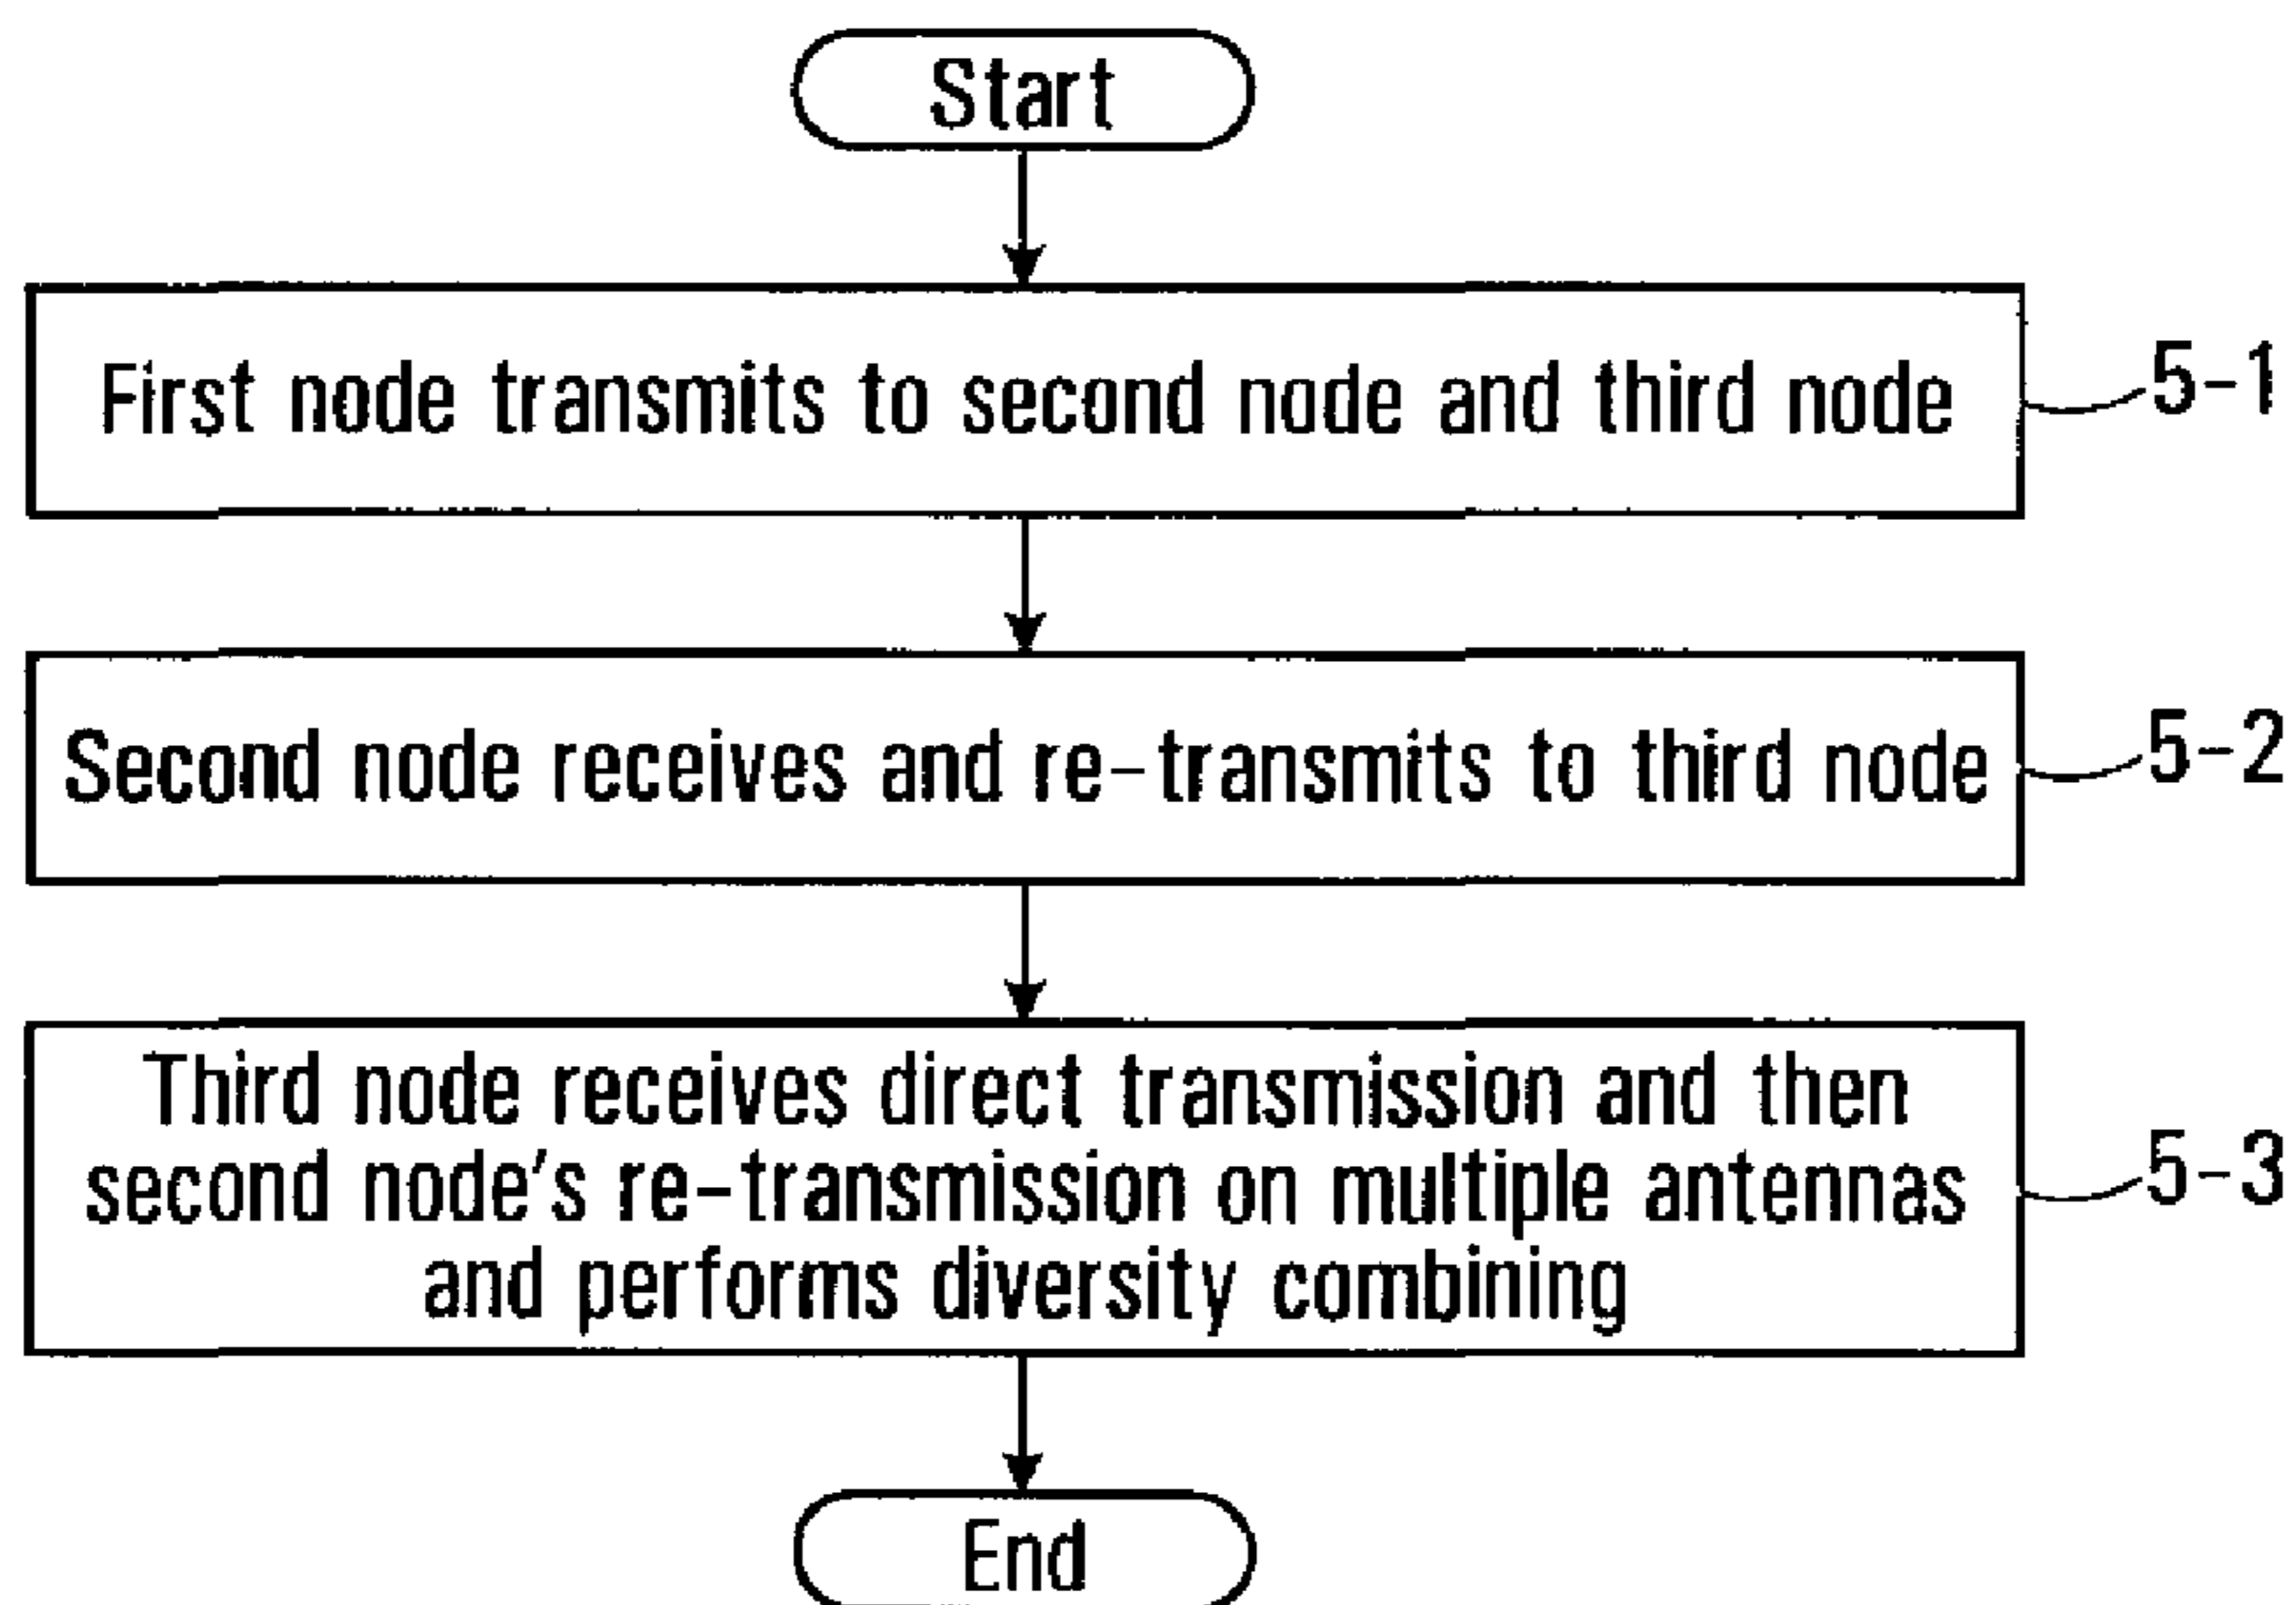 Start
First node transmits to second node and third node
5-1
Second node receives and re-transmits to third node
5-2
Third node receives direct transmission and then
second node's re-transmission on multiple antennas
and performs diversity combining
5-3
End